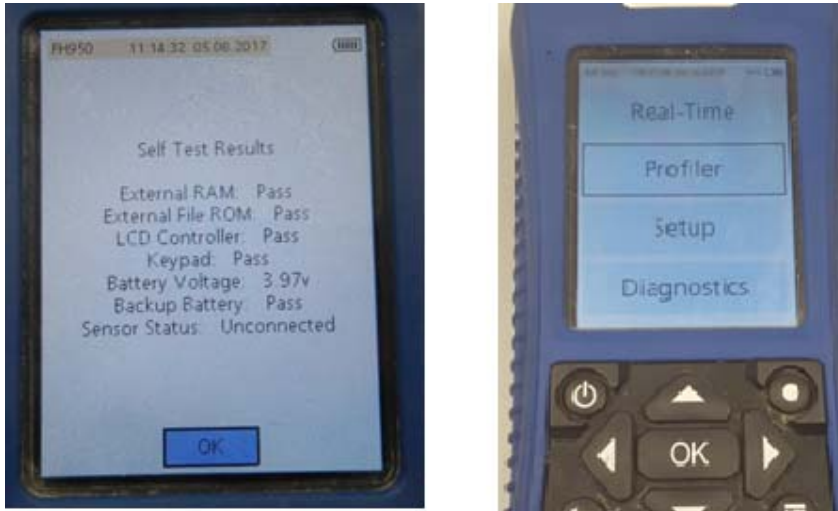 FH950 11:14:32 05.08.2017
Self Test Results
External RAM: Pass
External File ROM: Pass
LCD Controller: Pass
Keypad: Pass
Battery Voltage: 3.97v
Backup Battery: Pass
Sensor Status: Unconnected
OK
Real-Time
Profiler
Setup
Diagnostics
OK